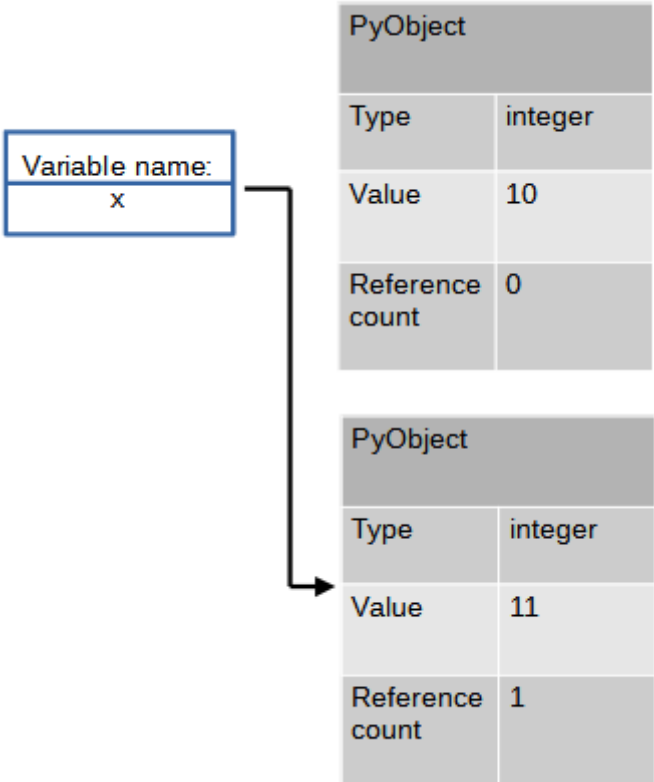 PyObject
Type integer
Variable name:
x
Value 10
Reference 0
count
PyObject
Type integer
Value 11
Reference 1
count